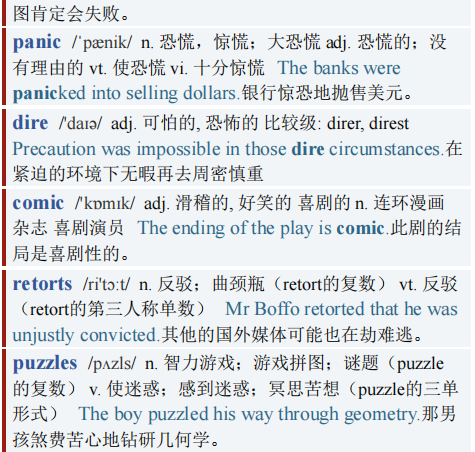 图肯定会失败。
panic /ˈpænik/ n. 恐慌，惊慌；大恐慌 adj. 恐慌的；没
有理由的 vt. 使恐慌 vi. 十分惊慌 The banks were
panicked into selling dollars.银行惊恐地抛售美元。
dire /'daɪə/ adj. 可怕的, 恐怖的 比较级: direr, direst
Precaution was impossible in those dire circumstances.在
紧迫的环境下无暇再去周密慎重
comic /'kɒmɪk/ adj. 滑稽的, 好笑的 喜剧的 n. 连环漫画
杂志 喜剧演员 The ending of the play is comic.此剧的结
局是喜剧性的。
retorts /ri'tɔ:t/ n. 反驳；曲颈瓶（retort的复数） vt. 反驳
（retort的第三人称单数） Mr Boffo retorted that he was
unjustly convicted.其他的国外媒体可能也在劫难逃。
puzzles /pʌzls/ n. 智力游戏；游戏拼图；谜题（puzzle
的复数） v. 使迷惑；感到迷惑；冥思苦想（puzzle的三单
形式） The boy puzzled his way through geometry.那男
孩煞费苦心地钻研几何学。